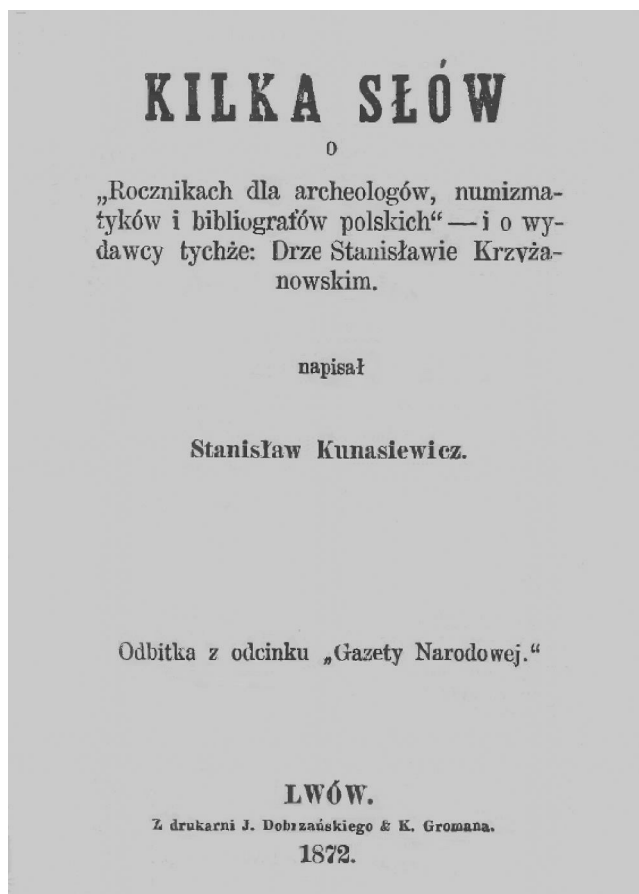 KILKA SŁÓW
O
„Rocznikach dla archeologów, numizma-
tyków i bibliografów polskich“ — i o wy-
dawcy tychże: Drze Stanisławie Krzyża-
nowskim.
napisał
Stanisław Kunasiewicz.
Odbitka z odcinku „Gazety Narodowej.“
LWÓW.
Z drukarni J. Dobrzańskiego & K. Gromana.
1872.